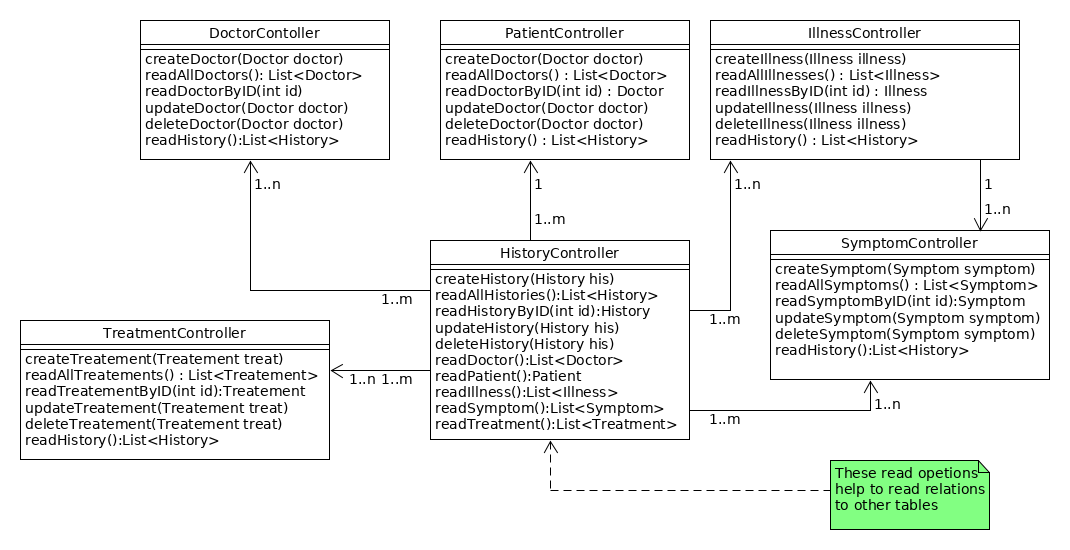 DoctorContoller
createDoctor(Doctor doctor)
readAllDoctors(): List<Doctor>
readDoctorByID(int id)
updateDoctor(Doctor doctor)
deleteDoctor(Doctor doctor)
readHistory():List<History>
PatientController
createDoctor(Doctor doctor)
readAllDoctors() : List<Doctor>
readDoctorByID(int id) : Doctor
updateDoctor(Doctor doctor)
deleteDoctor(Doctor doctor)
readHistory() : List<History>
IllnessController
createIllness(Illness illness)
readAllIllnesses() : List<Illness>
readIllnessByID(int id) : Illness
updateIllness(Illness illness)
deleteIllness(Illness illness)
readHistory() : List<History>
1..n
1
1..n
1
1..m
1..n
HistoryController
createHistory(History his)
readAllHistories():List<History>
readHistoryByID(int id):History
updateHistory(History his)
deleteHistory(History his)
readDoctor():List<Doctor>
readPatient():Patient
readIllness():List<Illness>
readSymptom():List<Symptom>
readTreatment():List<Treatment>
SymptomController
createSymptom(Symptom symptom)
readAllSymptoms() : List<Symptom>
readSymptomByID(int id):Symptom
updateSymptom(Symptom symptom)
deleteSymptom(Symptom symptom)
readHistory():List<History>
1..m
1..m
TreatmentController
createTreatement(Treatement treat)
readAllTreatements() : List<Treatement>
readTreatementByID(int id):Treatement
updateTreatement(Treatement treat)
deleteTreatement(Treatement treat)
readHistory():List<History>
1..n 1..m
1..m
1..n
These read opetions
help to read relations
to other tables